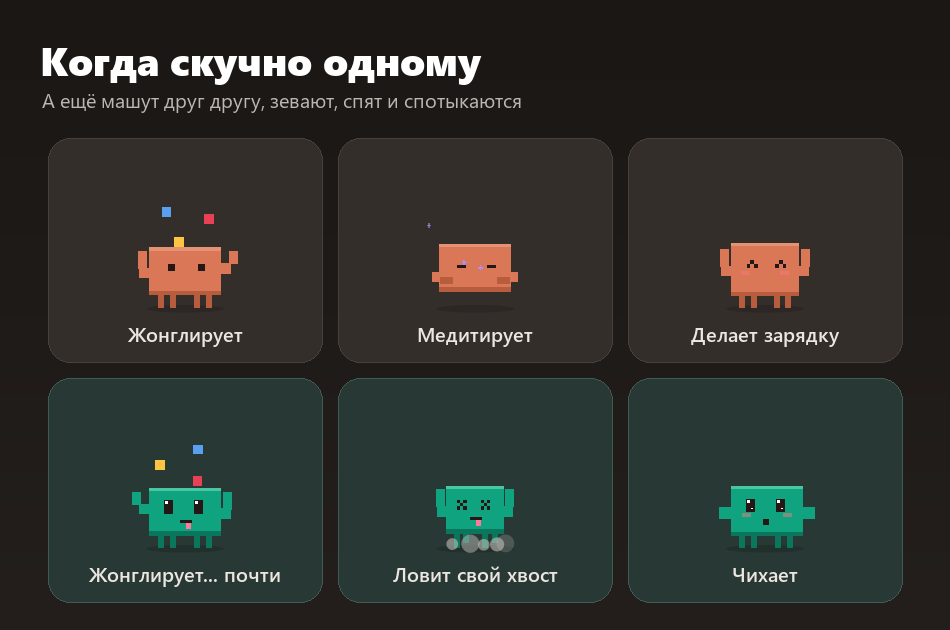 Когда скучно одному
А ещё машут друг другу, зевают, спят и спотыкаются
Жонглирует
Медитирует
Делает зарядку
Жонглирует... почти
Ловит свой хвост
Чихает